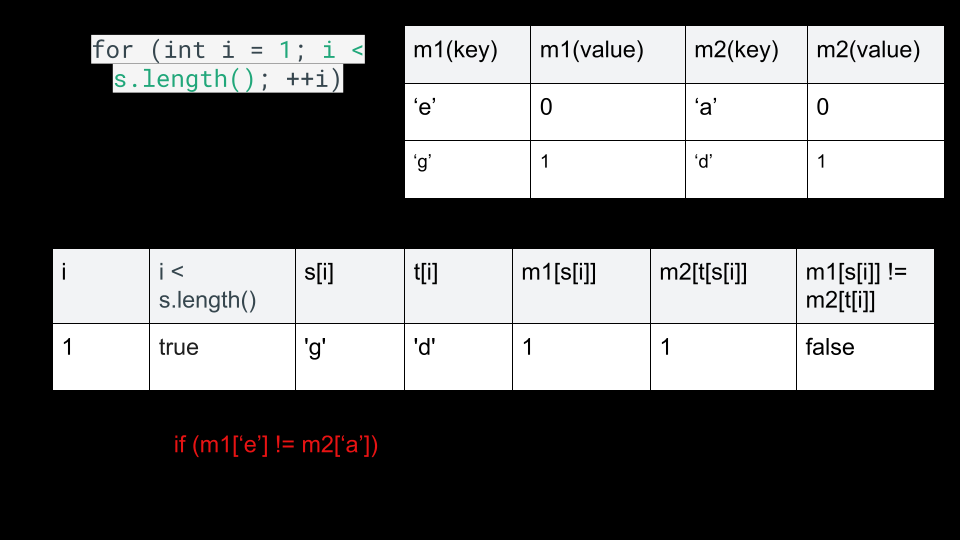 for (int i = 1; i <
s.length(); ++i)
m1(key) m1(value) m2(key) m2(value)
‘e’ 0 ‘a’ 0
‘g’ 1 ‘d’ 1
i i < s.length() s[i] t[i] m1[s[i]] m2[t[s[i]] m1[s[i]] != m2[t[i]]
1 true 'g' 'd' 1 1 false
if (m1[‘e’] != m2[‘a’])